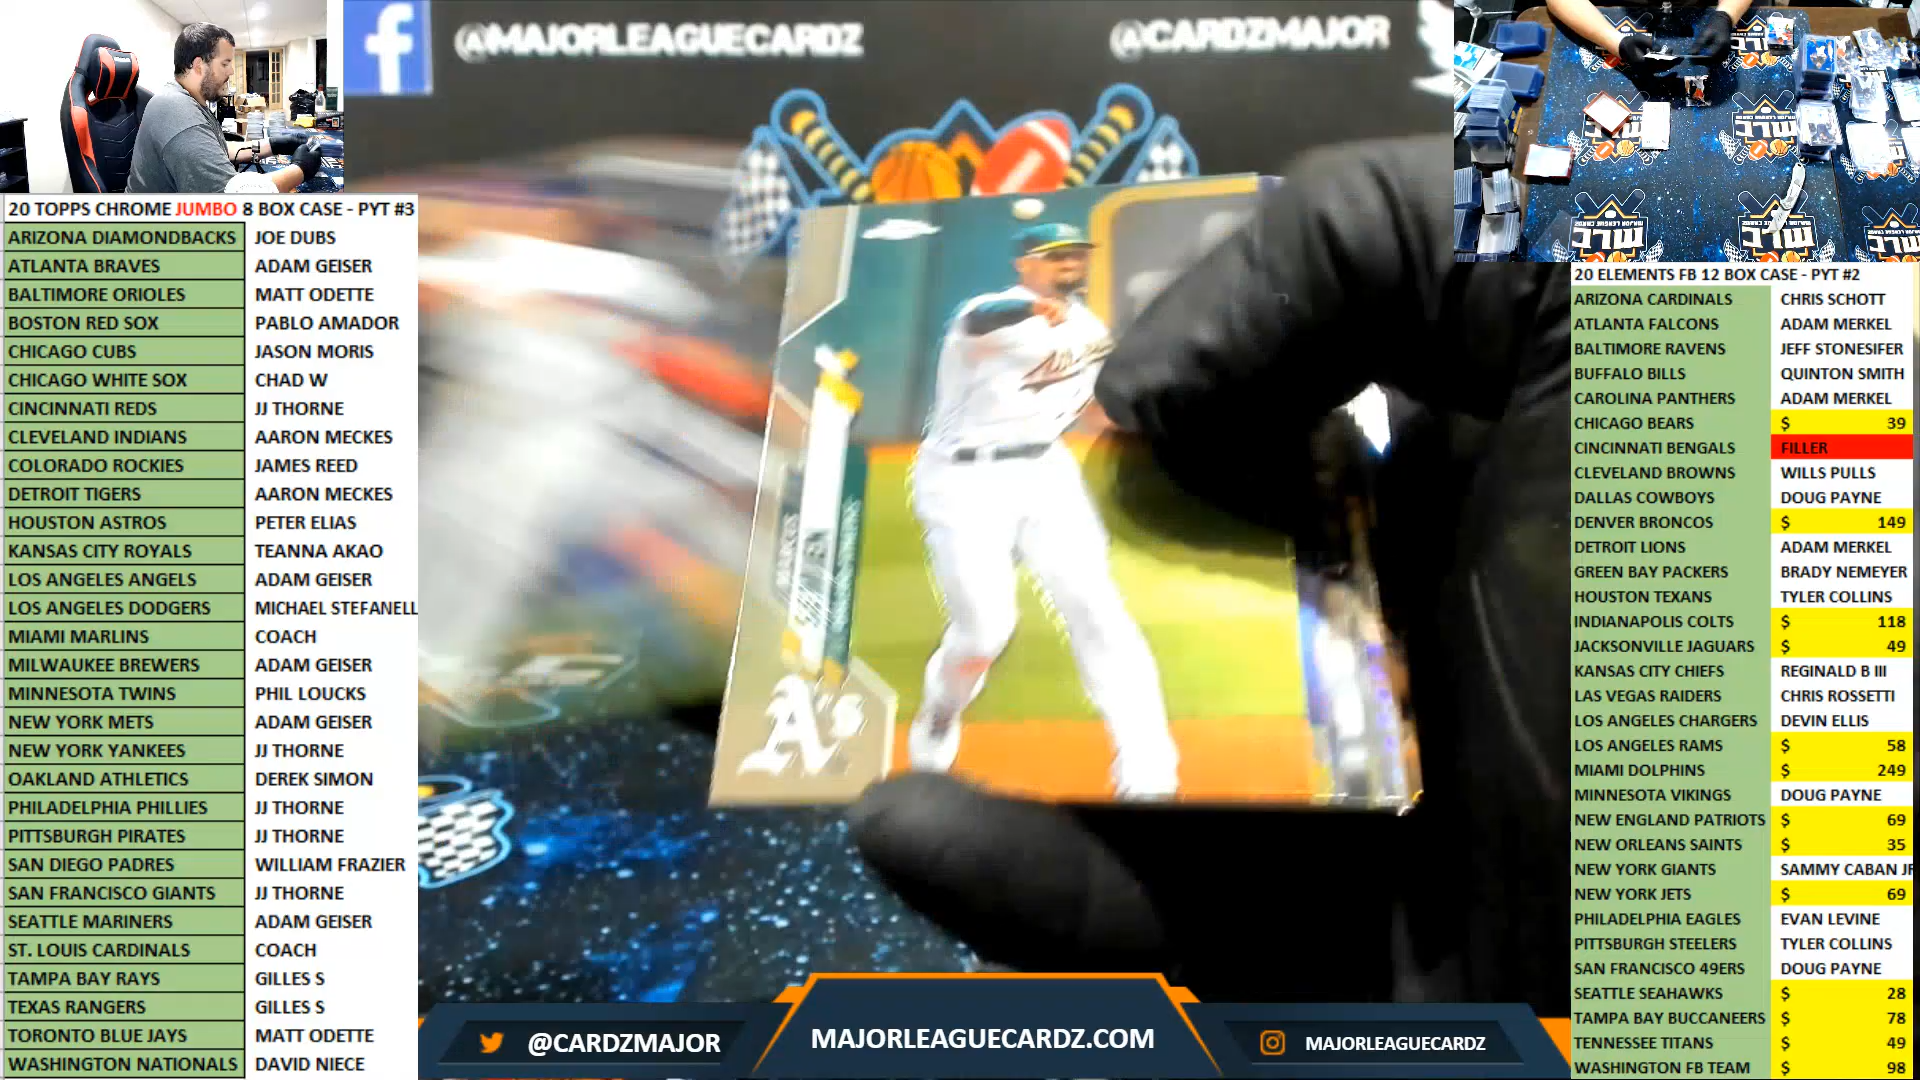 @MAJORLEAGUECARDZ
@CARDZMAJOR
20 TOPPS CHROME JUMBO 8 BOX CASE - PYT #3
ARIZONA DIAMONDBACKS JOE DUBS
ATLANTA BRAVES ADAM GEISER
BALTIMORE ORIOLES MATT ODETTE
BOSTON RED SOX PABLO AMADOR
CHICAGO CUBS JASON MORIS
CHICAGO WHITE SOX CHAD W
CINCINNATI REDS JJ THORNE
CLEVELAND INDIANS AARON MECKES
COLORADO ROCKIES JAMES REED
DETROIT TIGERS AARON MECKES
HOUSTON ASTROS PETER ELIAS
KANSAS CITY ROYALS TEANNA AKAO
LOS ANGELES ANGELS ADAM GEISER
LOS ANGELES DODGERS MICHAEL STEFANELL
MIAMI MARLINS COACH
MILWAUKEE BREWERS ADAM GEISER
MINNESOTA TWINS PHIL LOUCKS
NEW YORK METS ADAM GEISER
NEW YORK YANKEES JJ THORNE
OAKLAND ATHLETICS DEREK SIMON
PHILADELPHIA PHILLIES JJ THORNE
PITTSBURGH PIRATES JJ THORNE
SAN DIEGO PADRES WILLIAM FRAZIER
SAN FRANCISCO GIANTS JJ THORNE
SEATTLE MARINERS ADAM GEISER
ST. LOUIS CARDINALS COACH
TAMPA BAY RAYS GILLES S
TEXAS RANGERS GILLES S
TORONTO BLUE JAYS MATT ODETTE
WASHINGTON NATIONALS DAVID NIECE
A's
@CARDZMAJOR
MAJORLEAGUECARDZ.COM
MAJORLEAGUECARDZ
20 ELEMENTS FB 12 BOX CASE - PYT #2
ARIZONA CARDINALS CHRIS SCHOTT
ATLANTA FALCONS ADAM MERKEL
BALTIMORE RAVENS JEFF STONESIFER
BUFFALO BILLS QUINTON SMITH
CAROLINA PANTHERS ADAM MERKEL
CHICAGO BEARS $ 39
CINCINNATI BENGALS FILLER
CLEVELAND BROWNS WILLS PULLS
DALLAS COWBOYS DOUG PAYNE
DENVER BRONCOS $ 149
DETROIT LIONS ADAM MERKEL
GREEN BAY PACKERS BRADY NEMEYER
HOUSTON TEXANS TYLER COLLINS
INDIANAPOLIS COLTS $ 118
JACKSONVILLE JAGUARS $ 49
KANSAS CITY CHIEFS REGINALD B III
LAS VEGAS RAIDERS CHRIS ROSSETTI
LOS ANGELES CHARGERS DEVIN ELLIS
LOS ANGELES RAMS $ 58
MIAMI DOLPHINS $ 249
MINNESOTA VIKINGS DOUG PAYNE
NEW ENGLAND PATRIOTS $ 69
NEW ORLEANS SAINTS $ 35
NEW YORK GIANTS SAMMY CABAN JR
NEW YORK JETS $ 69
PHILADELPHIA EAGLES EVAN LEVINE
PITTSBURGH STEELERS TYLER COLLINS
SAN FRANCISCO 49ERS DOUG PAYNE
SEATTLE SEAHAWKS $ 28
TAMPA BAY BUCCANEERS $ 78
TENNESSEE TITANS $ 49
WASHINGTON FB TEAM $ 98